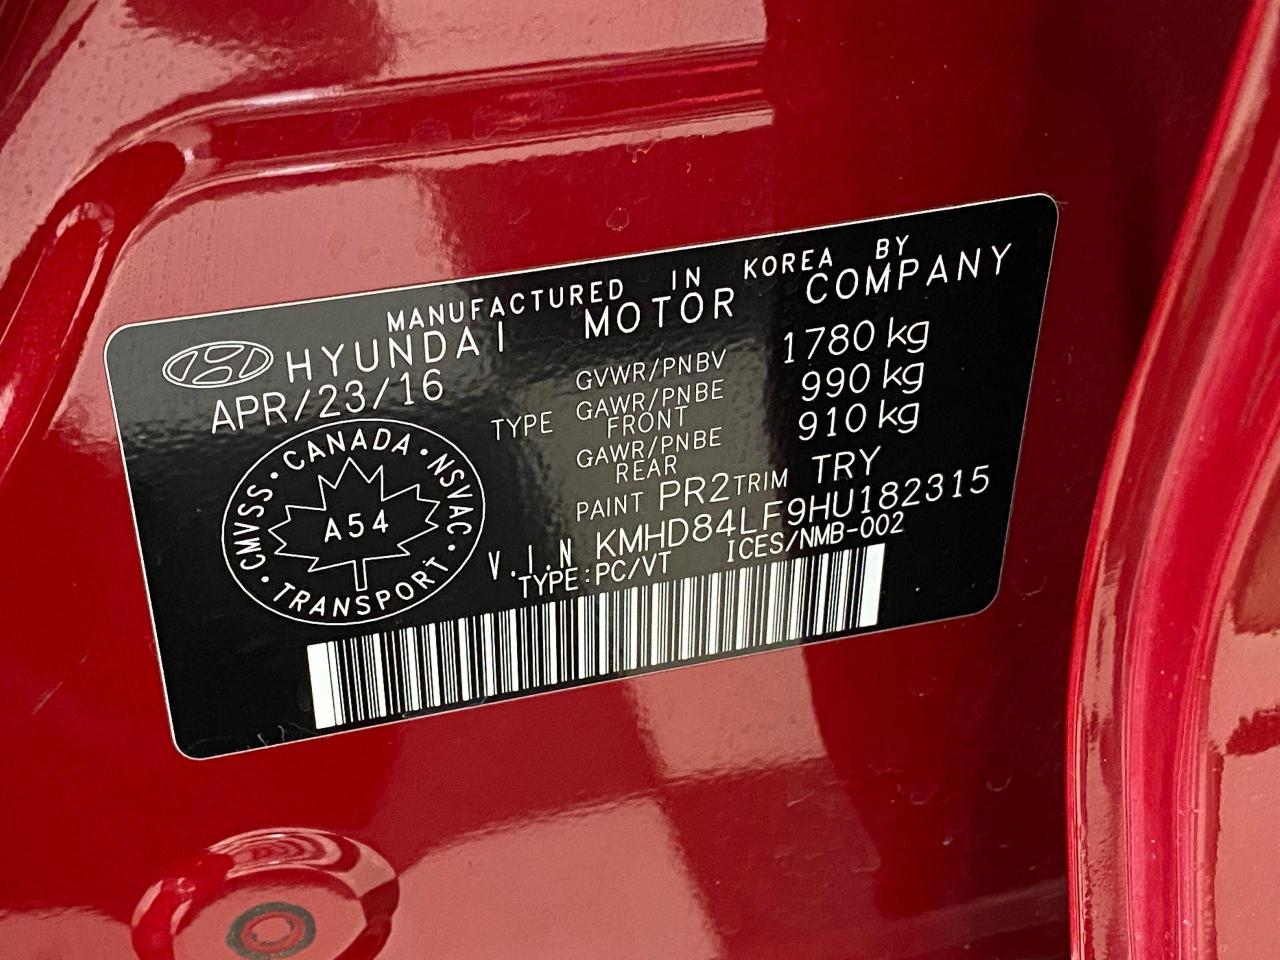 MANUFACTURED IN KOREA BY
HYUNDAI MOTOR COMPANY
APR/23/16
GVWR/PNBV 1780 kg
TYPE GAWR/PNBE FRONT 990 kg
GAWR/PNBE REAR 910 kg
PAINT PR2 TRIM TRY
V.I.N KMHD84LF9HU182315
TYPE:PC/VT ICES/NMB-002
CANADA · NSVAC · TRANSPORT · CMVSS ·
A54